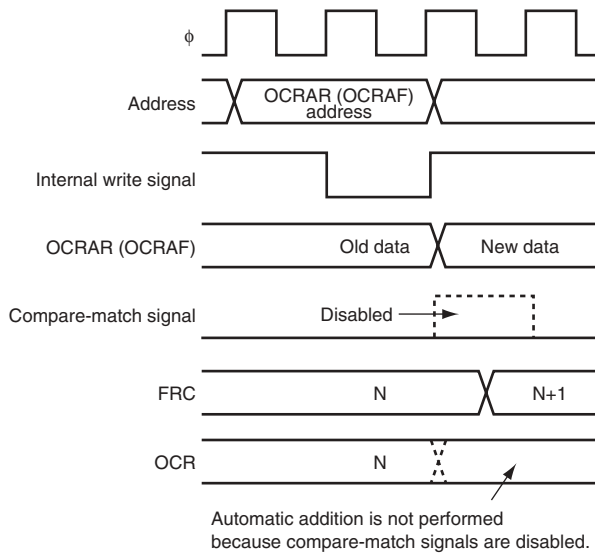 ϕ
Address
OCRAR (OCRAF)
address
Internal write signal
OCRAR (OCRAF)
Old data
New data
Compare-match signal
Disabled
FRC
N
N+1
OCR
N
Automatic addition is not performed
because compare-match signals are disabled.